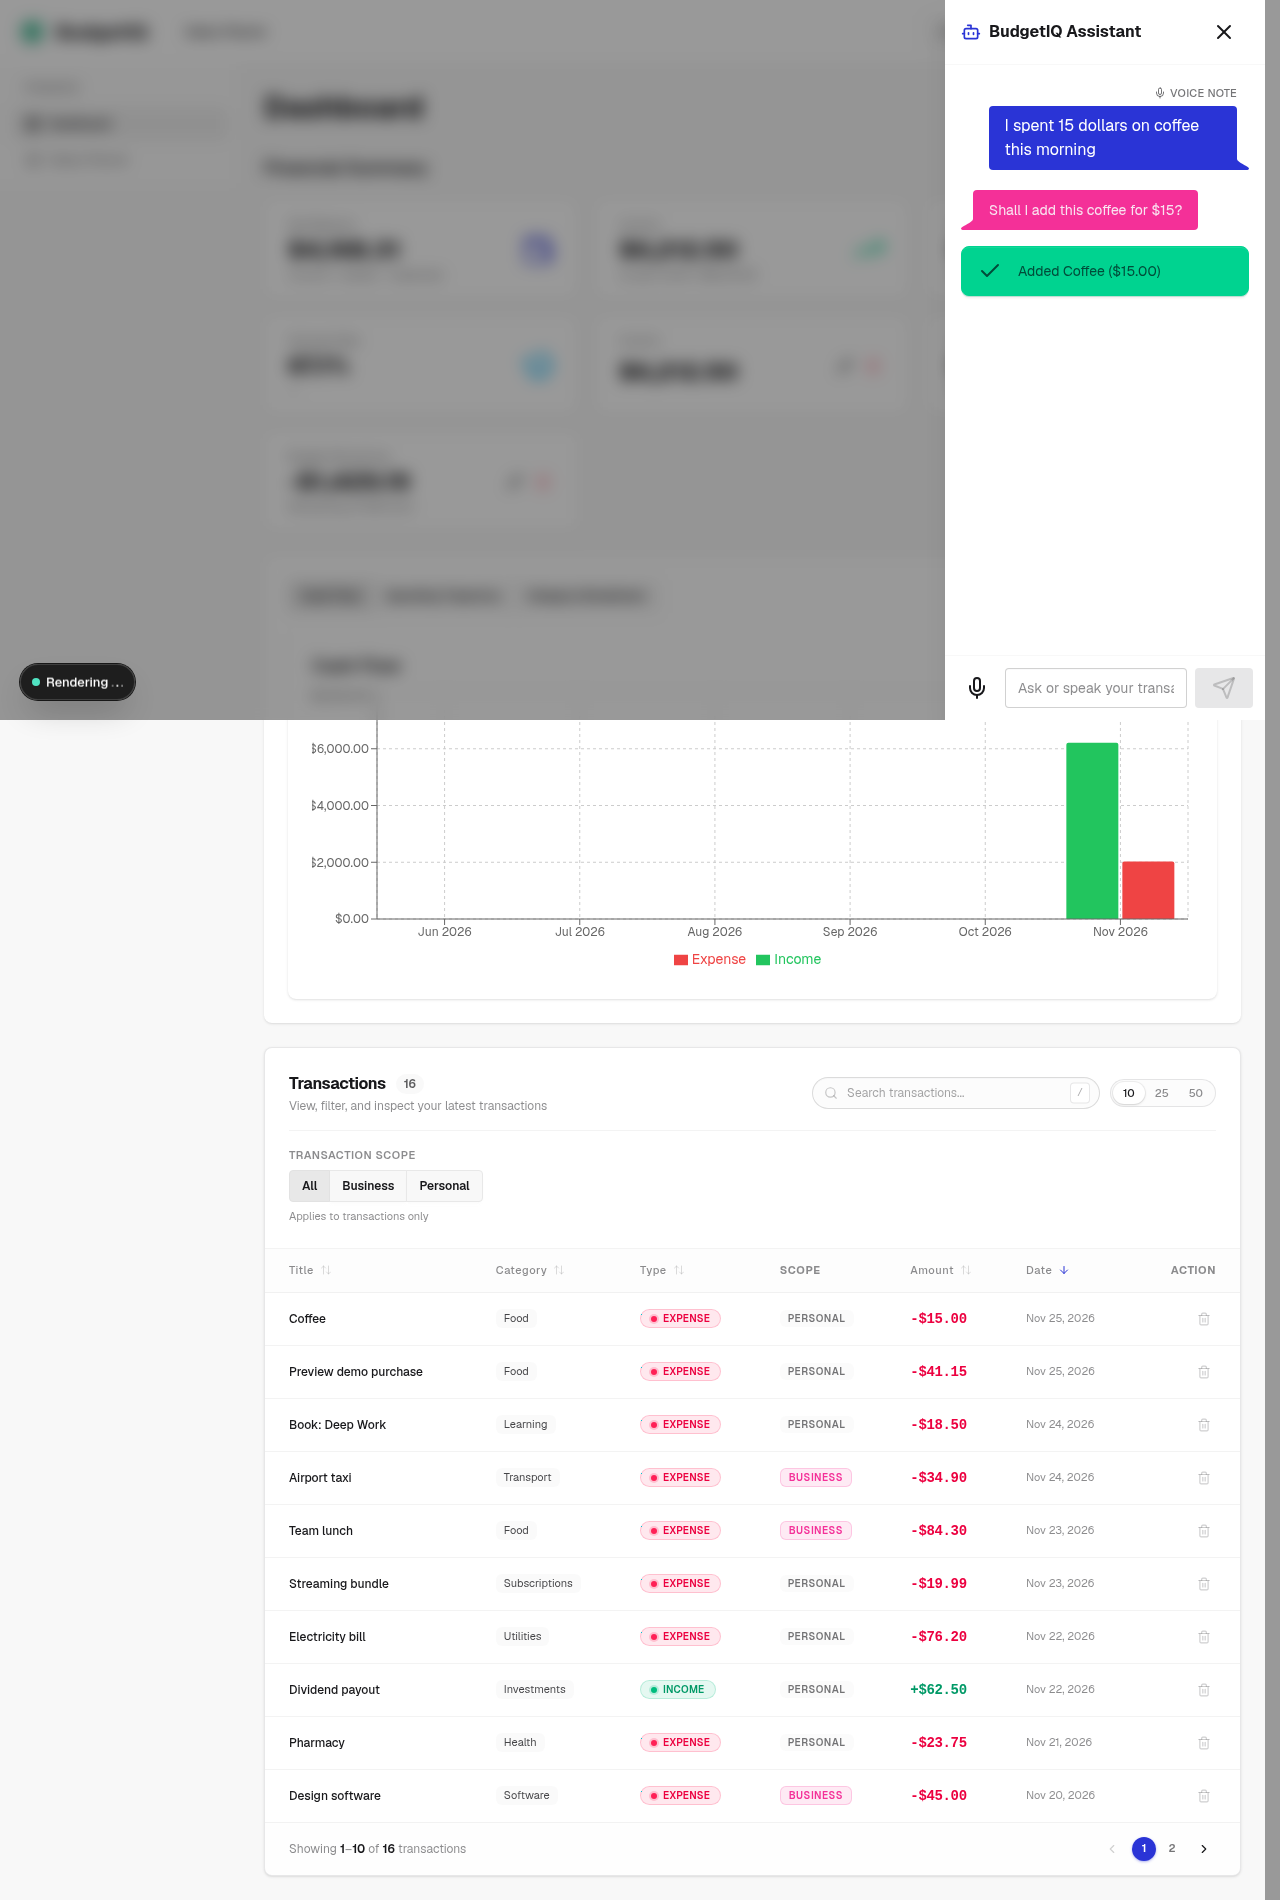 BudgetIQ Assistant
VOICE NOTE
I spent 15 dollars on coffee
this morning
Shall I add this coffee for $15?
Added Coffee ($15.00)
Ask or speak your transa
Dashboard
Financial Summary
Rendering ...
$6,000.00
$4,000.00
$2,000.00
$0.00
Jun 2026 Jul 2026 Aug 2026 Sep 2026 Oct 2026 Nov 2026
Expense Income
Transactions 16
View, filter, and inspect your latest transactions
Search transactions... /
10 25 50
TRANSACTION SCOPE
All Business Personal
Applies to transactions only
Title Category Type SCOPE Amount Date ACTION
Coffee Food EXPENSE PERSONAL -$15.00 Nov 25, 2026
Preview demo purchase Food EXPENSE PERSONAL -$41.15 Nov 25, 2026
Book: Deep Work Learning EXPENSE PERSONAL -$18.50 Nov 24, 2026
Airport taxi Transport EXPENSE BUSINESS -$34.90 Nov 24, 2026
Team lunch Food EXPENSE BUSINESS -$84.30 Nov 23, 2026
Streaming bundle Subscriptions EXPENSE PERSONAL -$19.99 Nov 23, 2026
Electricity bill Utilities EXPENSE PERSONAL -$76.20 Nov 22, 2026
Dividend payout Investments INCOME PERSONAL +$62.50 Nov 22, 2026
Pharmacy Health EXPENSE PERSONAL -$23.75 Nov 21, 2026
Design software Software EXPENSE BUSINESS -$45.00 Nov 20, 2026
Showing 1–10 of 16 transactions
1 2